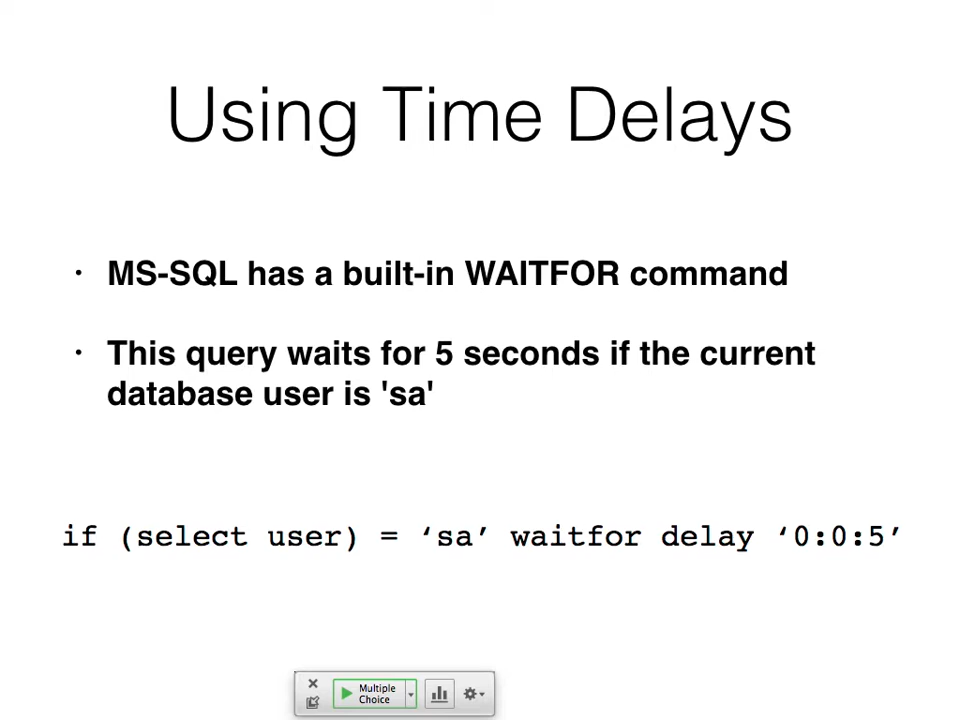 Using Time Delays
• MS-SQL has a built-in WAITFOR command
• This query waits for 5 seconds if the current
database user is 'sa'
if (select user) = ‘sa’ waitfor delay ‘0:0:5’
Multiple
Choice